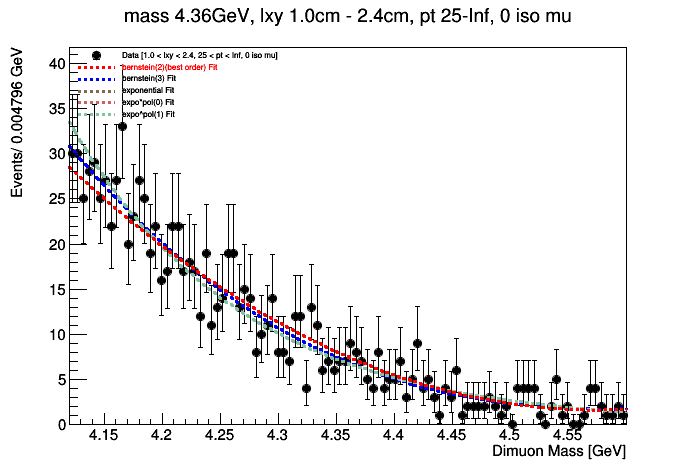 mass 4.36GeV, lxy 1.0cm - 2.4cm, pt 25-Inf, 0 iso mu
Events/ 0.004796 GeV
Data [1.0 < lxy < 2.4, 25 < pt < Inf, 0 iso mu]
bernstein(2)(best order) Fit
bernstein(3) Fit
exponential Fit
expo*pol(0) Fit
expo*pol(1) Fit
40
35
30
25
20
15
10
5
0
4.15 4.2 4.25 4.3 4.35 4.4 4.45 4.5 4.55
Dimuon Mass [GeV]